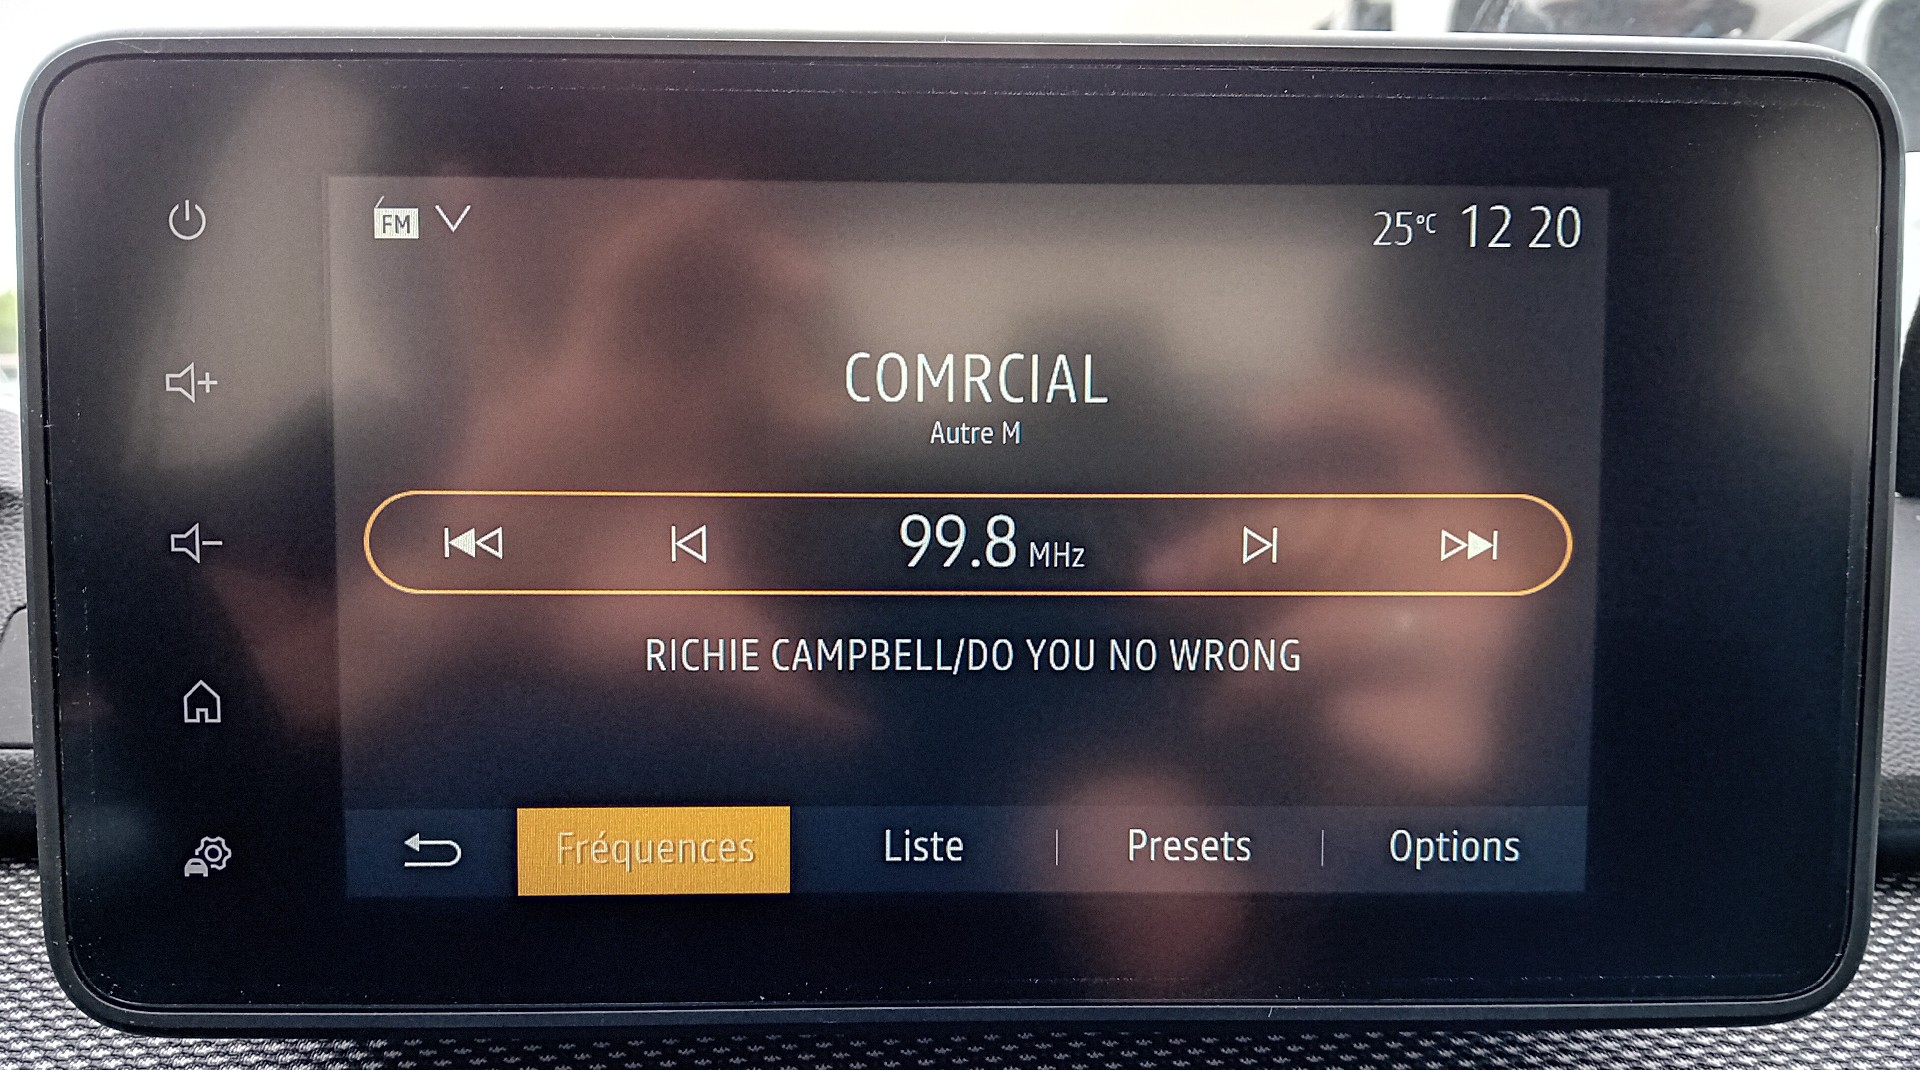 FM
25°C 12 20
COMRCIAL
Autre M
99.8 MHz
RICHIE CAMPBELL/DO YOU NO WRONG
Fréquences Liste Presets Options